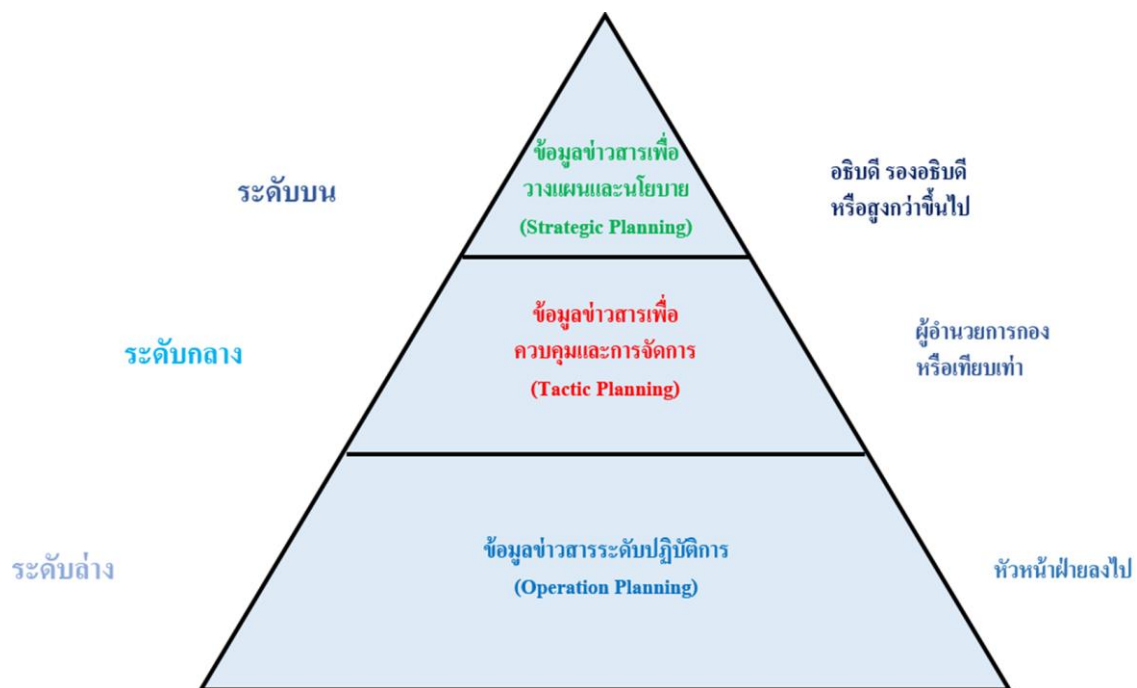 ระดับบน
ข้อมูลข่าวสารเพื่อ
วางแผนและนโยบาย
(Strategic Planning)
อธิบดี รองอธิบดี
หรือสูงกว่าขึ้นไป
ระดับกลาง
ข้อมูลข่าวสารเพื่อ
ควบคุมและการจัดการ
(Tactic Planning)
ผู้อำนวยการกอง
หรือเทียบเท่า
ระดับล่าง
ข้อมูลข่าวสารระดับปฏิบัติการ
(Operation Planning)
หัวหน้าฝ่ายลงไป